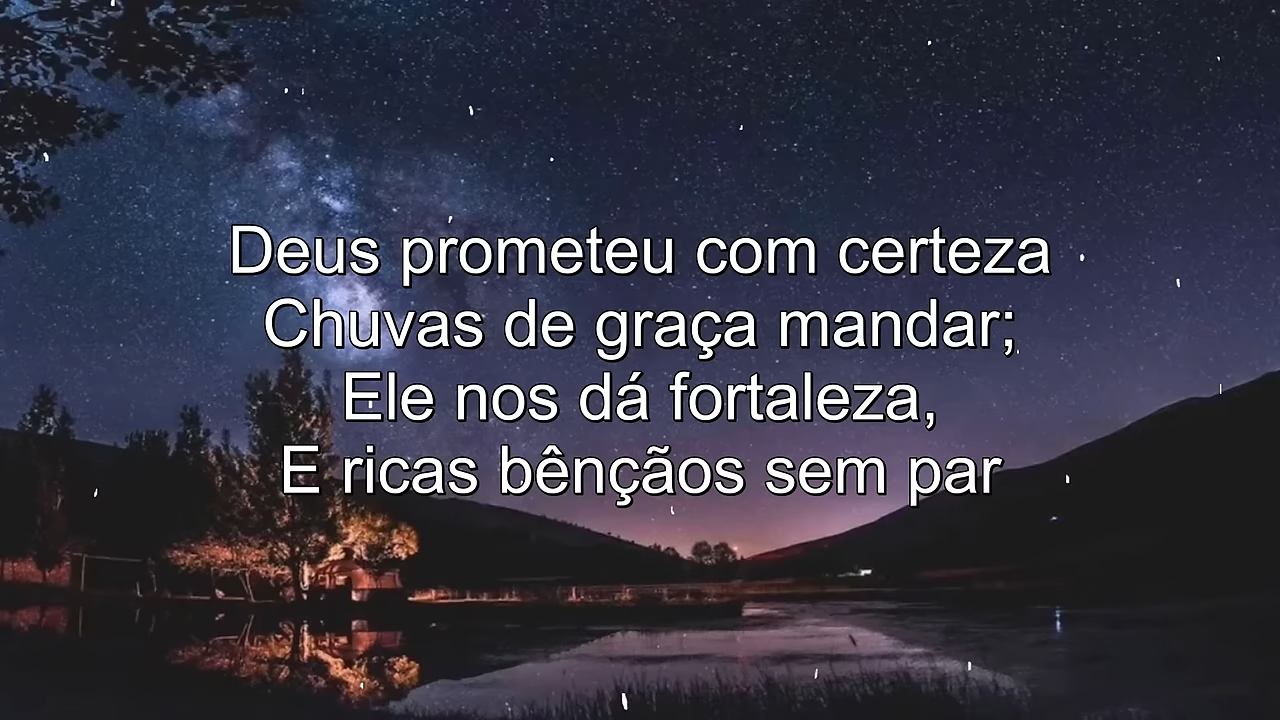 Deus prometeu com certeza
Chuvas de graça mandar;
Ele nos dá fortaleza,
E ricas bênçãos sem par